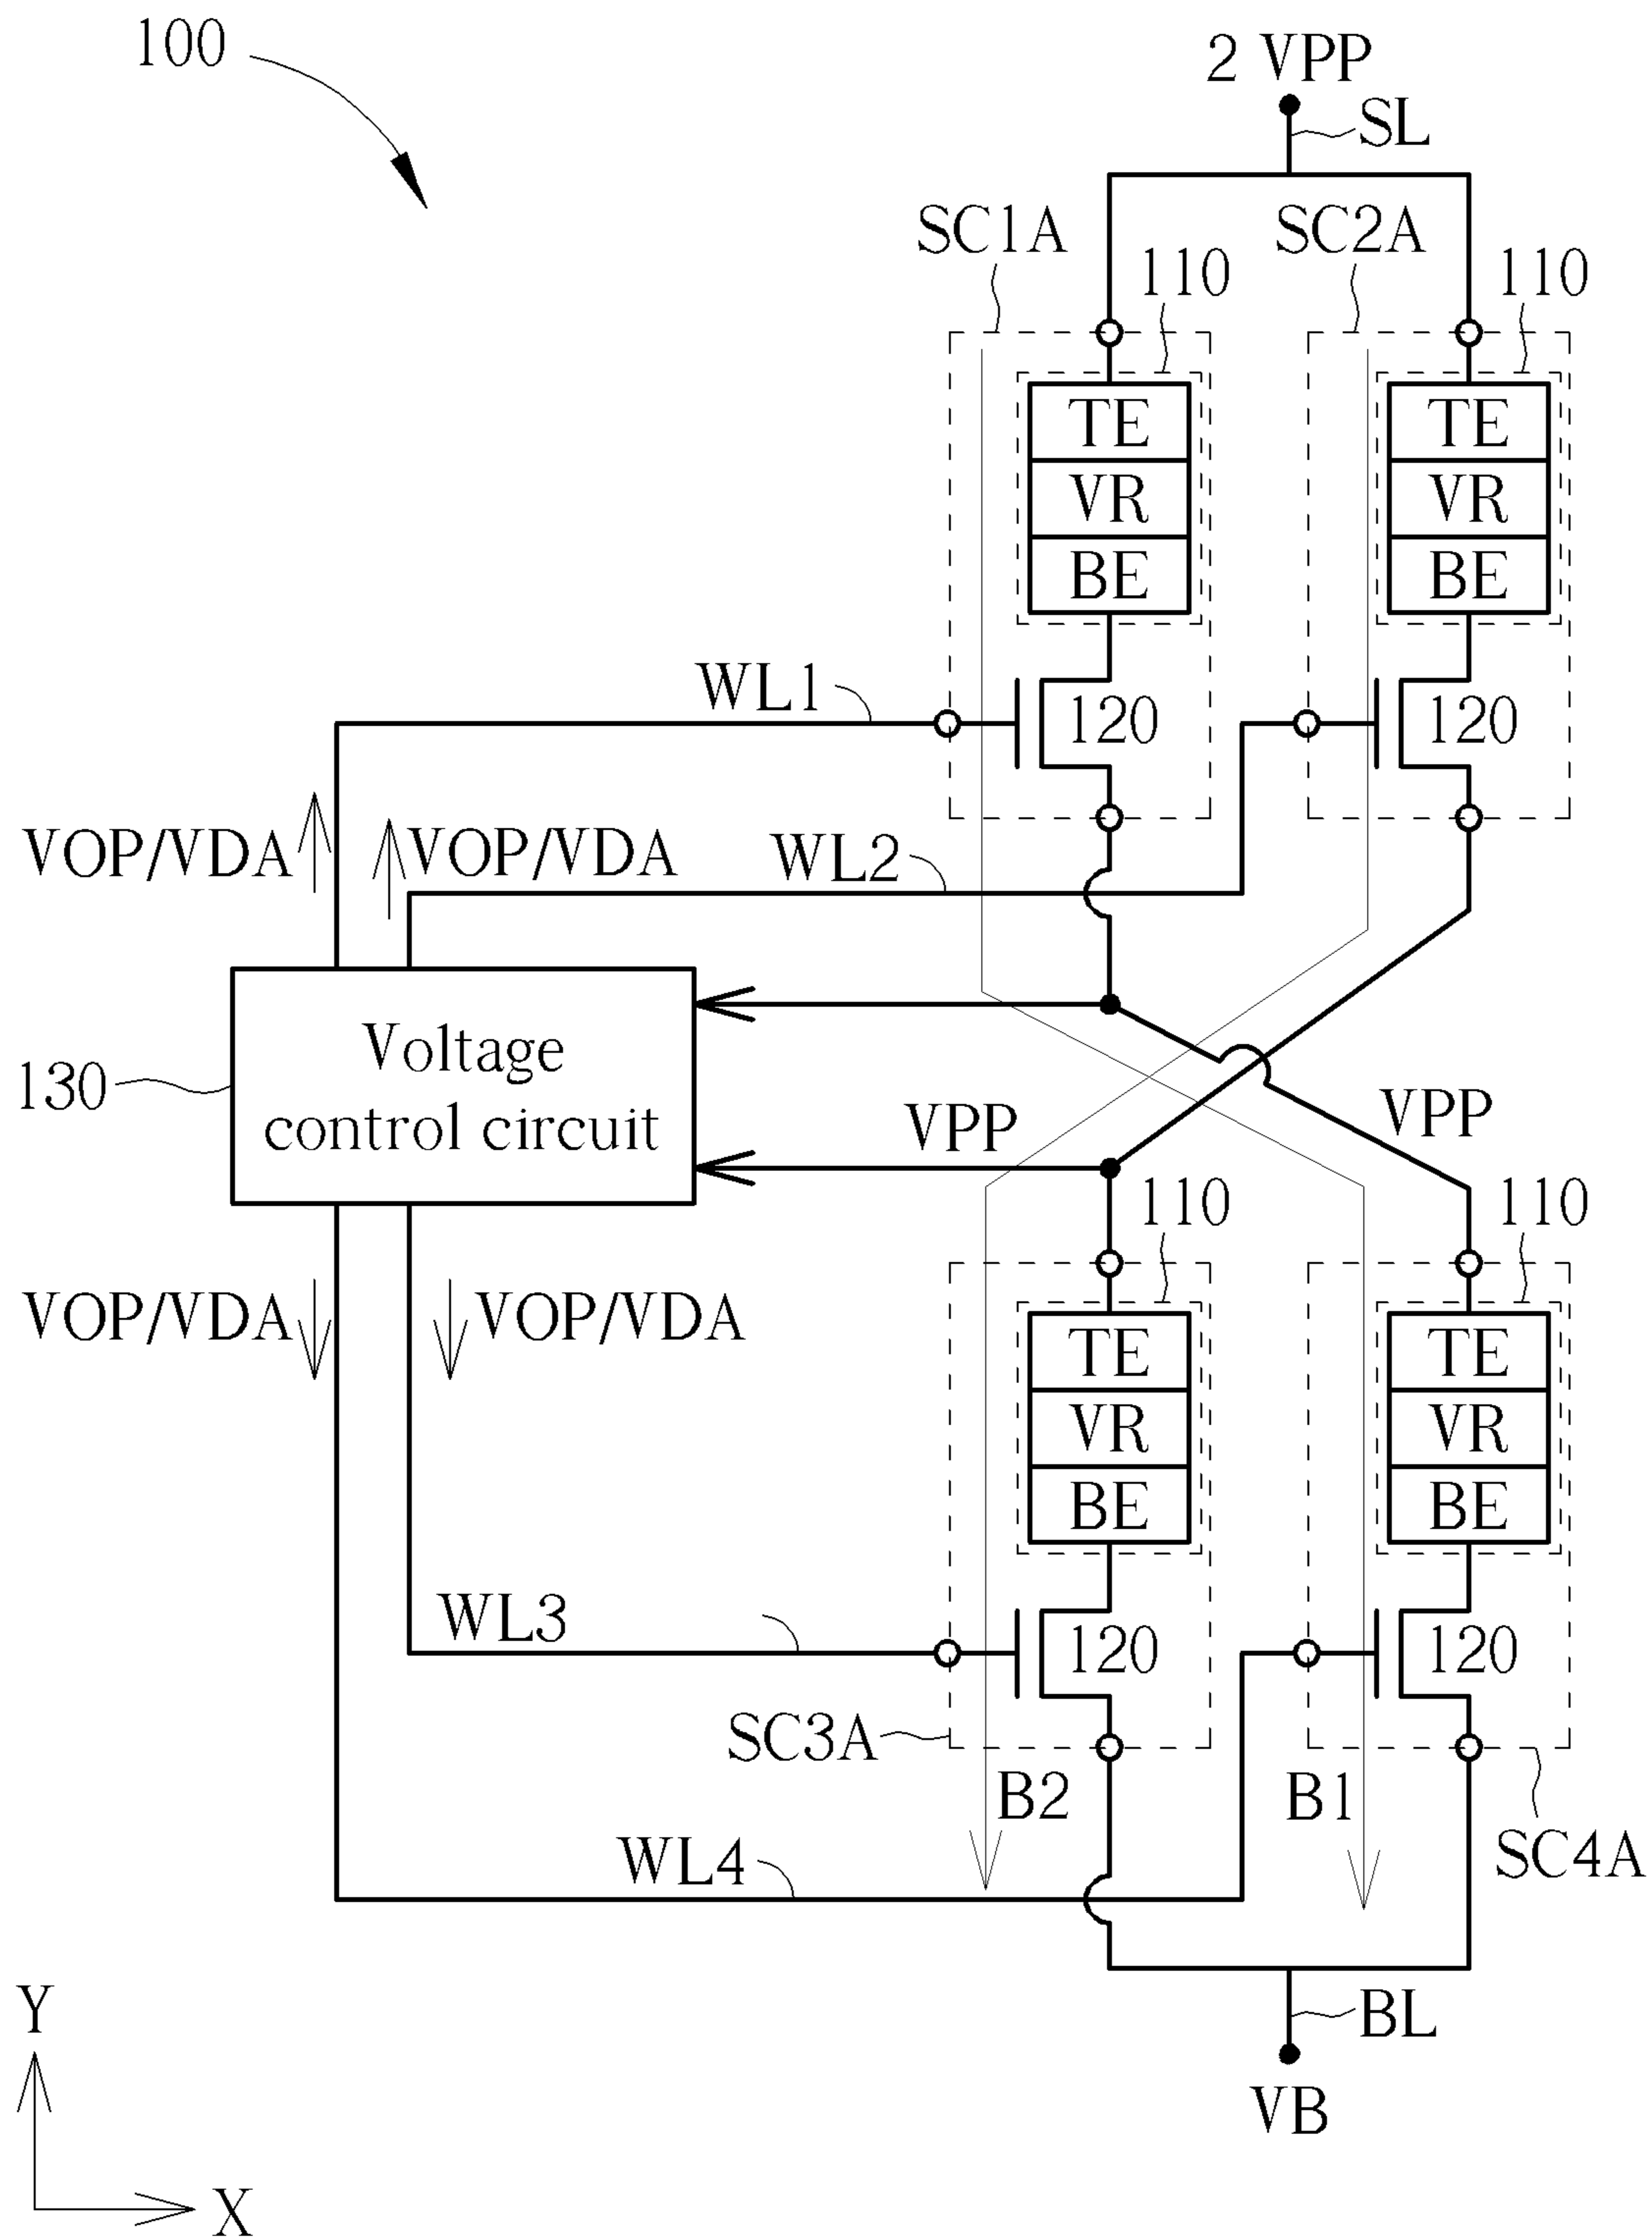 100
2 VPP
SL
SC1A
SC2A
110
110
TE
TE
VR
VR
BE
BE
WL1
120
120
VOP/VDA
VOP/VDA
WL2
Voltage
control circuit
130
VPP
VPP
110
110
VOP/VDA
VOP/VDA
TE
TE
VR
VR
BE
BE
WL3
120
120
SC3A
B2
B1
WL4
SC4A
Y
BL
VB
X